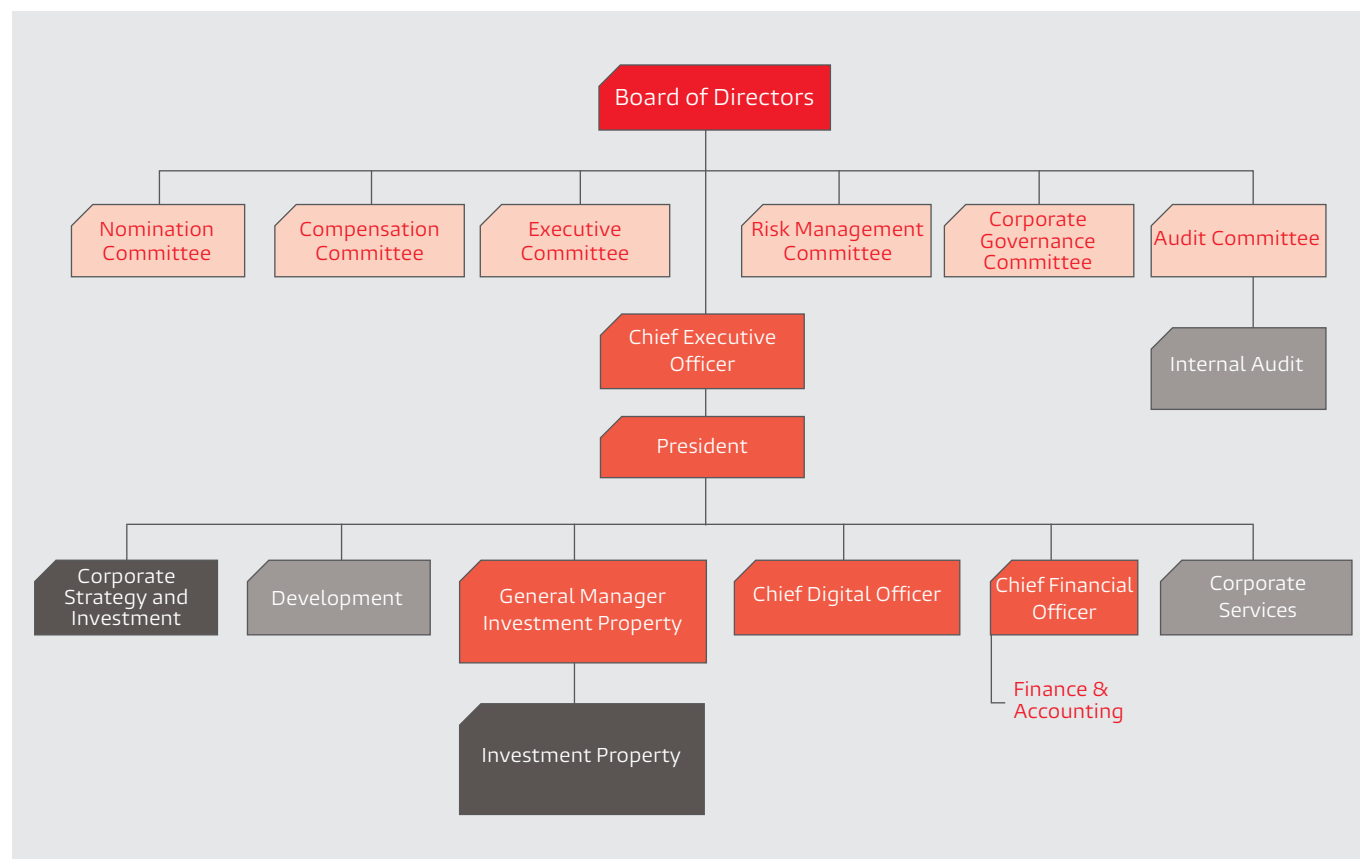 Board of Directors
Nomination
Committee
Compensation
Committee
Executive
Committee
Risk Management
Committee
Corporate
Governance
Committee
Audit Committee
Chief Executive
Officer
Internal Audit
President
Corporate
Strategy and
Investment
Development
General Manager
Investment Property
Chief Digital Officer
Chief Financial
Officer
Corporate
Services
Finance &
Accounting
Investment Property